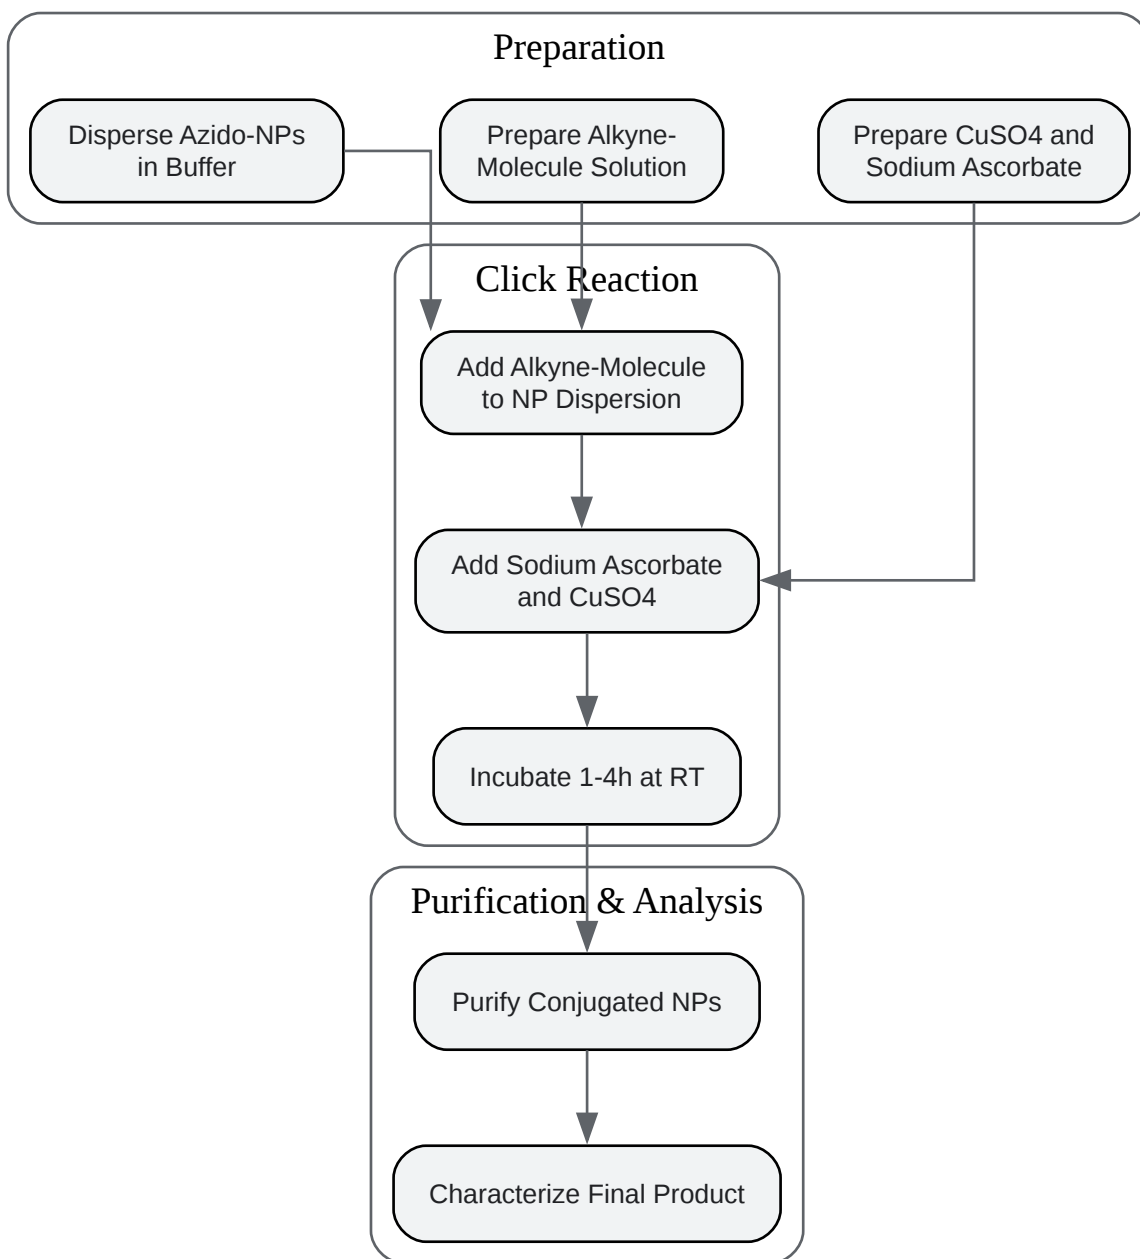 Preparation
Disperse Azido-NPs
in Buffer
Prepare Alkyne-
Molecule Solution
Prepare CuSO4 and
Sodium Ascorbate
Click Reaction
Add Alkyne-Molecule
to NP Dispersion
Add Sodium Ascorbate
and CuSO4
Incubate 1-4h at RT
Purification & Analysis
Purify Conjugated NPs
Characterize Final Product